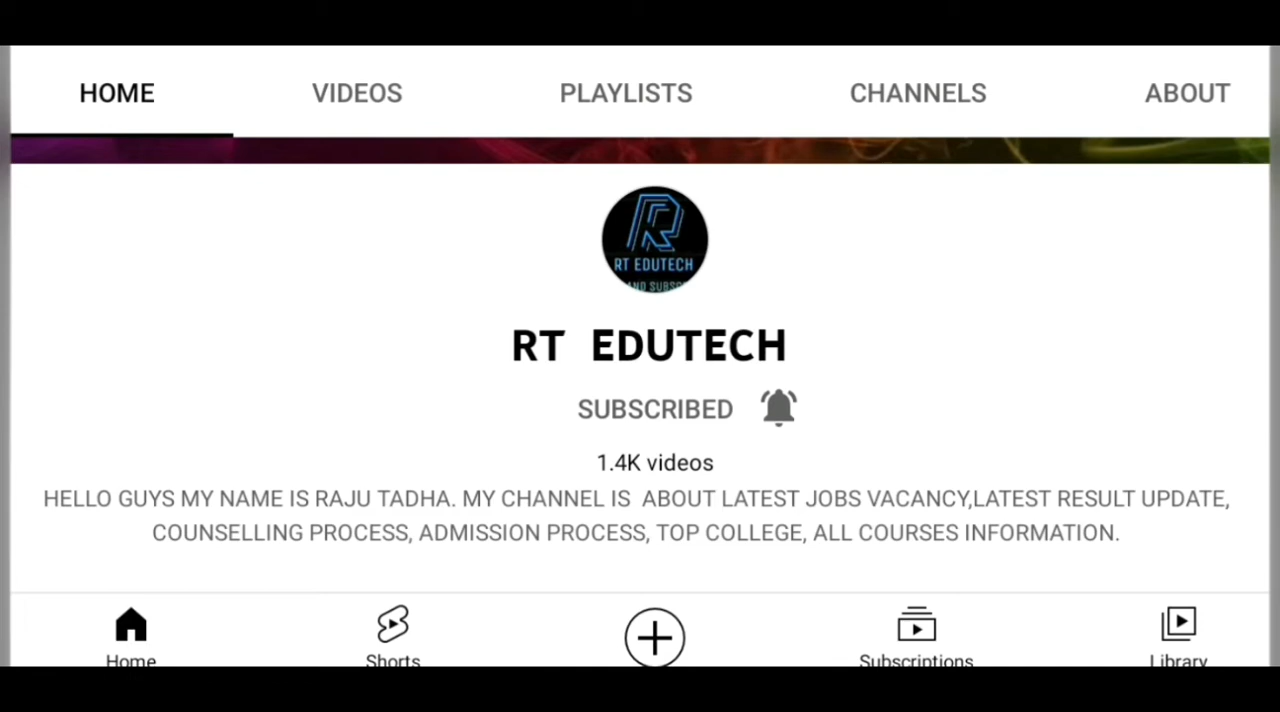 HOME VIDEOS PLAYLISTS CHANNELS ABOUT
RT EDUTECH
AND SUBSC
RT EDUTECH
SUBSCRIBED
1.4K videos
HELLO GUYS MY NAME IS RAJU TADHA. MY CHANNEL IS ABOUT LATEST JOBS VACANCY,LATEST RESULT UPDATE,
COUNSELLING PROCESS, ADMISSION PROCESS, TOP COLLEGE, ALL COURSES INFORMATION.
Home Shorts Subscriptions Library